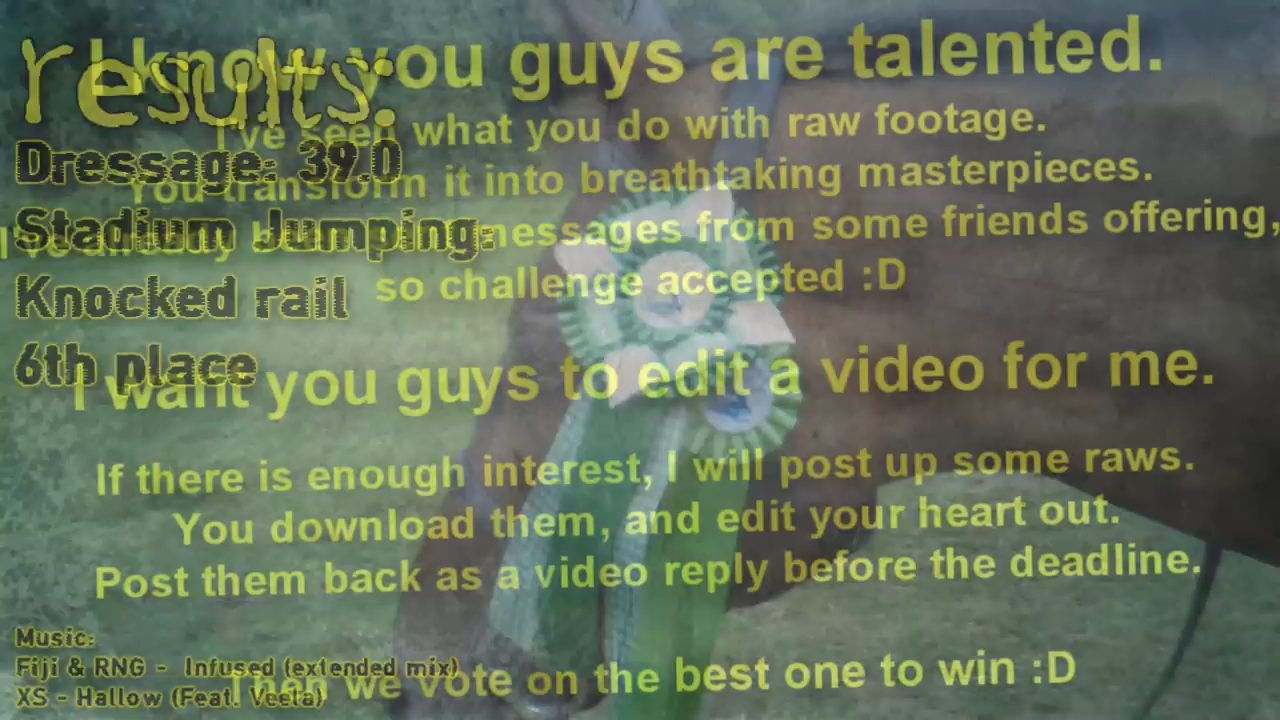 results:
Dressage: 39.0
Stadium Jumping:
Knocked rail
6th place
Music:
Fiji & RNG - Infused (extended mix)
XS - Hallow (Feat. Veela)
I know you guys are talented.
I've seen what you do with raw footage.
You transform it into breathtaking masterpieces.
I've already messages from some friends offering,
so challenge accepted :D
I want you guys to edit a video for me.
If there is enough interest, I will post up some raws.
You download them, and edit your heart out.
Post them back as a video reply before the deadline.
we vote on the best one to win :D